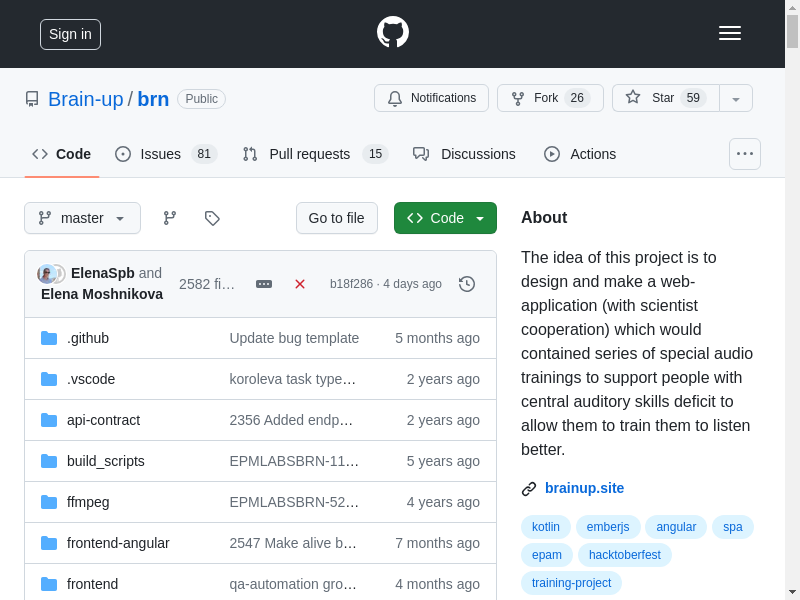 Sign in
Brain-up / brn Public
Notifications
Fork 26
Star 59
Code
Issues 81
Pull requests 15
Discussions
Actions
master
Go to file
Code
ElenaSpb and
Elena Moshnikova
2582 fi…
b18f286 · 4 days ago
.github Update bug template 5 months ago
.vscode koroleva task type… 2 years ago
api-contract 2356 Added endp… 2 years ago
build_scripts EPMLABSBRN-11… 5 years ago
ffmpeg EPMLABSBRN-52… 4 years ago
frontend-angular 2547 Make alive b… 7 months ago
frontend qa-automation gro… 4 months ago
About
The idea of this project is to
design and make a web-
application (with scientist
cooperation) which would
contained series of special audio
trainings to support people with
central auditory skills deficit to
allow them to train them to listen
better.
brainup.site
kotlin emberjs angular spa
epam hacktoberfest
training-project